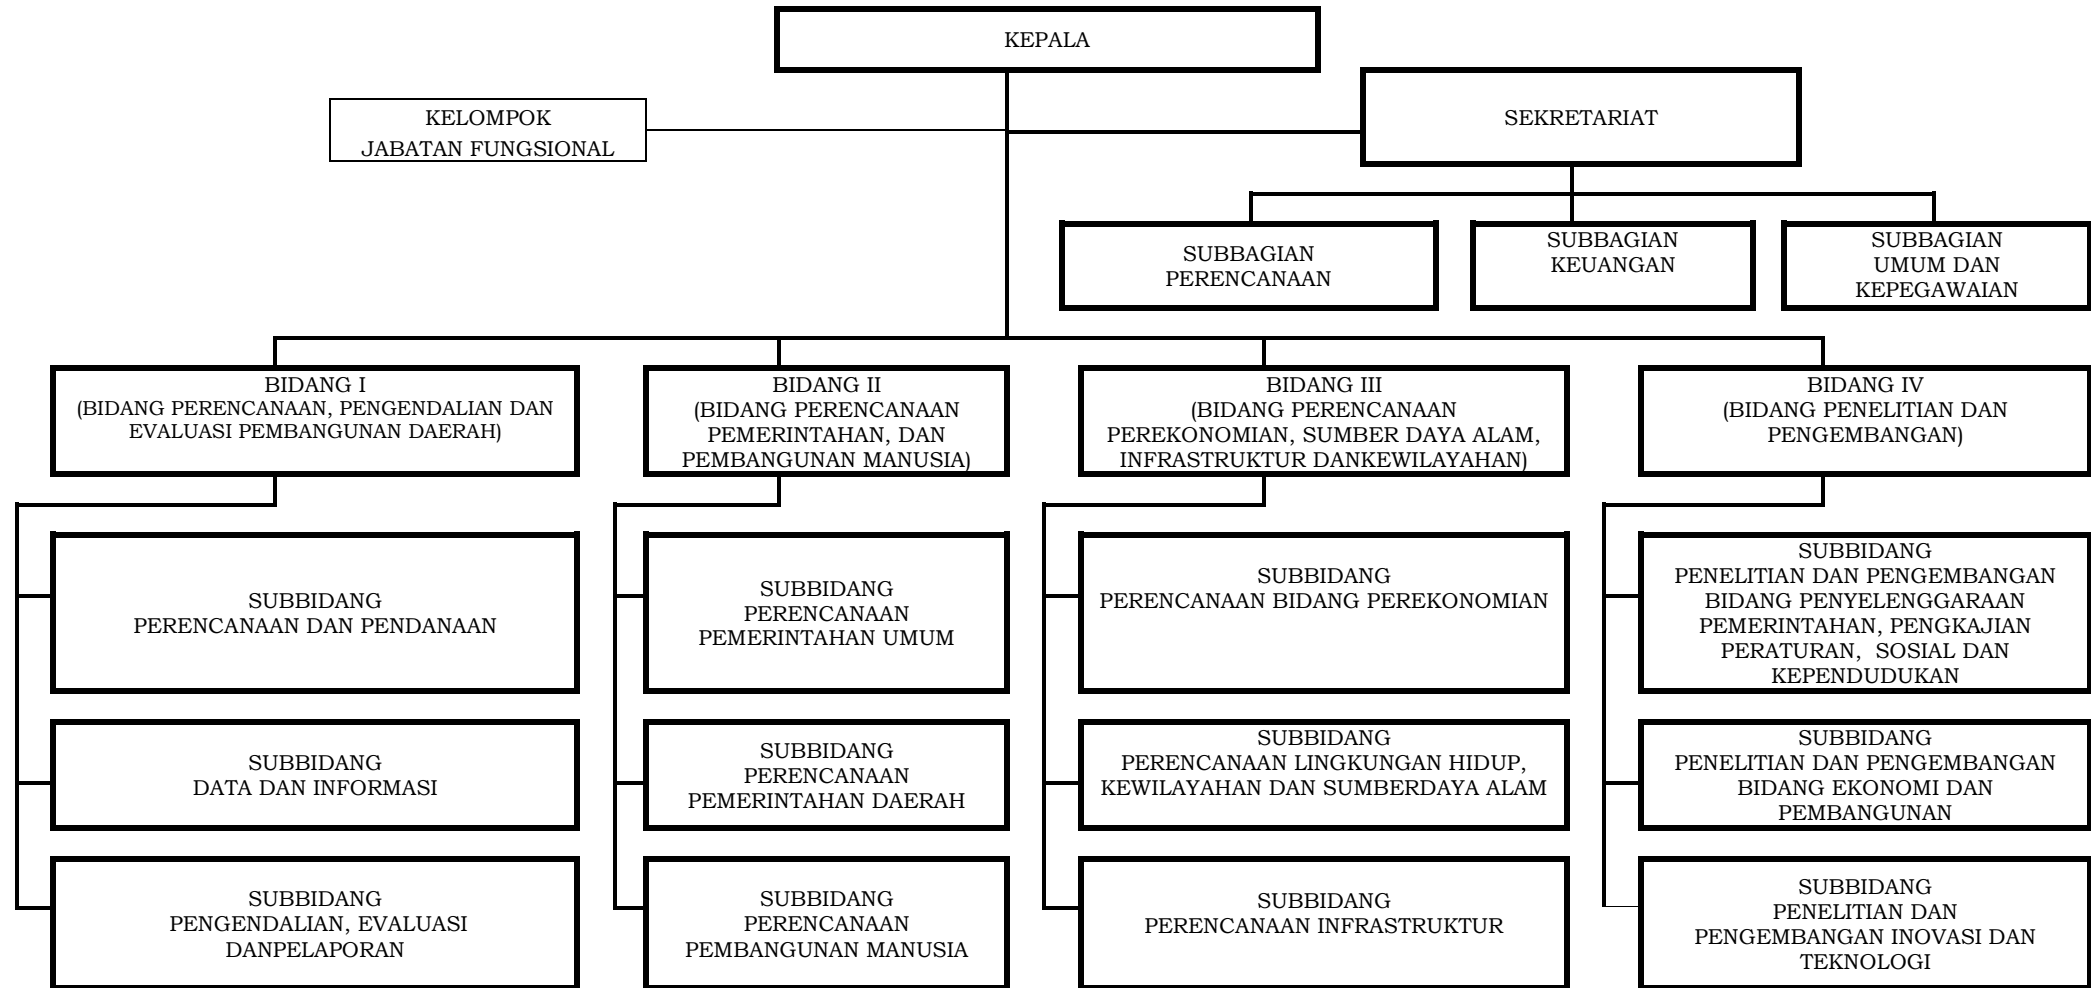 KEPALA
KELOMPOK
JABATAN FUNGSIONAL
SEKRETARIAT
SUBBAGIAN
PERENCANAAN
SUBBAGIAN
KEUANGAN
SUBBAGIAN
UMUM DAN
KEPEGAWAIAN
BIDANG I
(BIDANG PERENCANAAN, PENGENDALIAN DAN
EVALUASI PEMBANGUNAN DAERAH)
BIDANG II
(BIDANG PERENCANAAN
PEMERINTAHAN, DAN
PEMBANGUNAN MANUSIA)
BIDANG III
(BIDANG PERENCANAAN
PEREKONOMIAN, SUMBER DAYA ALAM,
INFRASTRUKTUR DANKEWILAYAHAN)
BIDANG IV
(BIDANG PENELITIAN DAN
PENGEMBANGAN)
SUBBIDANG
PERENCANAAN DAN PENDANAAN
SUBBIDANG
PERENCANAAN
PEMERINTAHAN UMUM
SUBBIDANG
PERENCANAAN BIDANG PEREKONOMIAN
SUBBIDANG
PENELITIAN DAN PENGEMBANGAN
BIDANG PENYELENGGARAAN
PEMERINTAHAN, PENGKAJIAN
PERATURAN,  SOSIAL DAN
KEPENDUDUKAN
SUBBIDANG
DATA DAN INFORMASI
SUBBIDANG
PERENCANAAN
PEMERINTAHAN DAERAH
SUBBIDANG
PERENCANAAN LINGKUNGAN HIDUP,
KEWILAYAHAN DAN SUMBERDAYA ALAM
SUBBIDANG
PENELITIAN DAN PENGEMBANGAN
BIDANG EKONOMI DAN
PEMBANGUNAN
SUBBIDANG
PENGENDALIAN, EVALUASI
DANPELAPORAN
SUBBIDANG
PERENCANAAN
PEMBANGUNAN MANUSIA
SUBBIDANG
PERENCANAAN INFRASTRUKTUR
SUBBIDANG
PENELITIAN DAN
PENGEMBANGAN INOVASI DAN
TEKNOLOGI